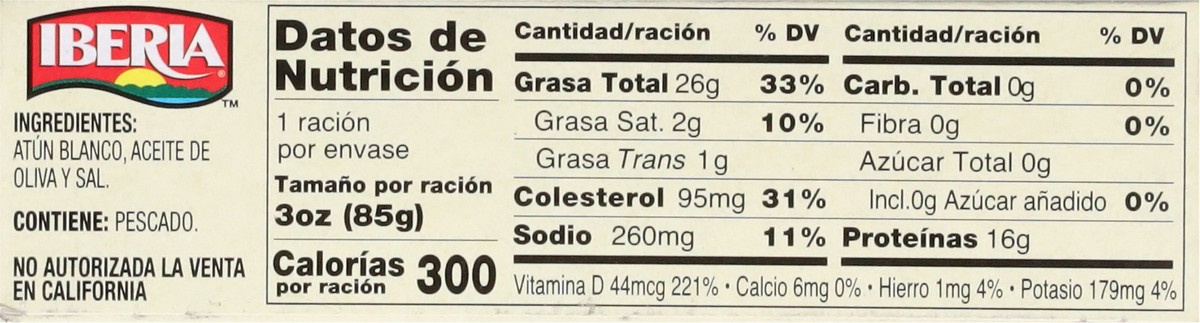 IBERIA
®
™
INGREDIENTES:
ATÚN BLANCO, ACEITE DE
OLIVA Y SAL.
CONTIENE: PESCADO.
NO AUTORIZADA LA VENTA
EN CALIFORNIA
Datos de
Nutrición
1 ración
por envase
Tamaño por ración
3oz (85g)
Calorías 300
por ración
Cantidad/ración % DV
Grasa Total 26g 33%
Grasa Sat. 2g 10%
Grasa Trans 1g
Colesterol 95mg 31%
Sodio 260mg 11%
Cantidad/ración % DV
Carb. Total 0g 0%
Fibra 0g 0%
Azúcar Total 0g
Incl.0g Azúcar añadido 0%
Proteínas 16g
Vitamina D 44mcg 221% • Calcio 6mg 0% • Hierro 1mg 4% • Potasio 179mg 4%